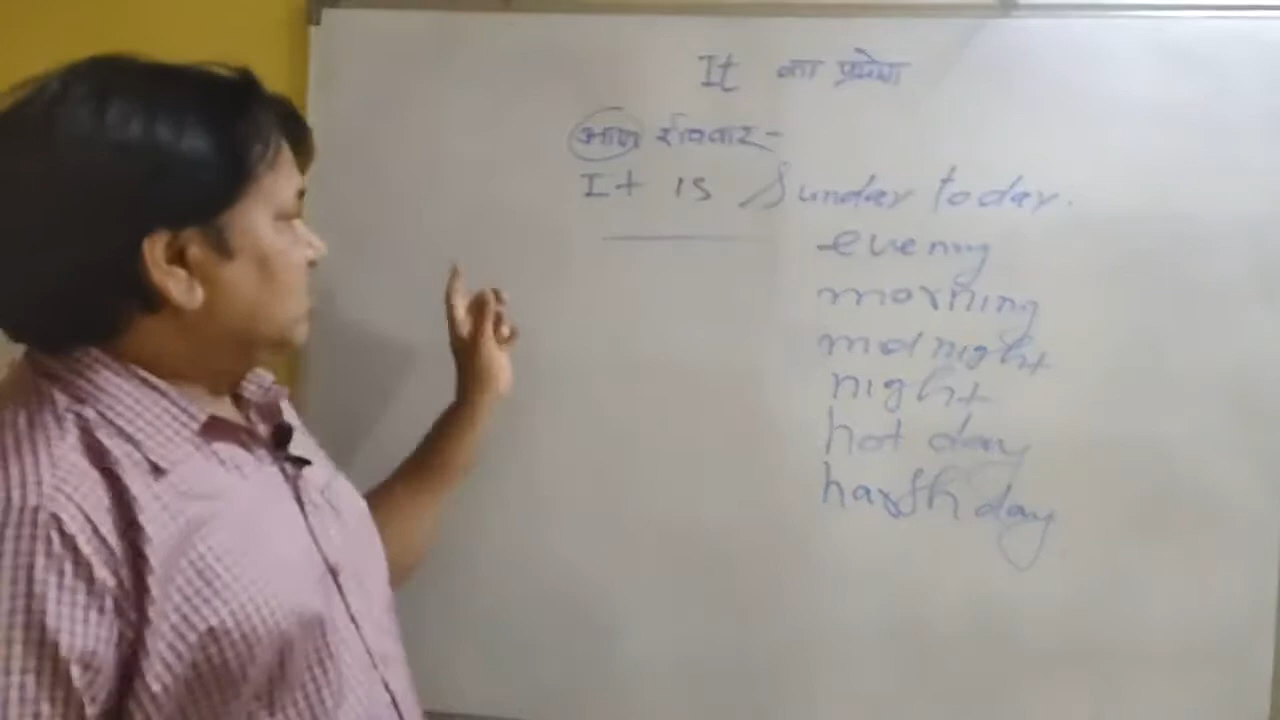 It का प्रयोग
आज रविवार-
It is Sunday today.
evening
morning
midnight
night
hot day
harsh day